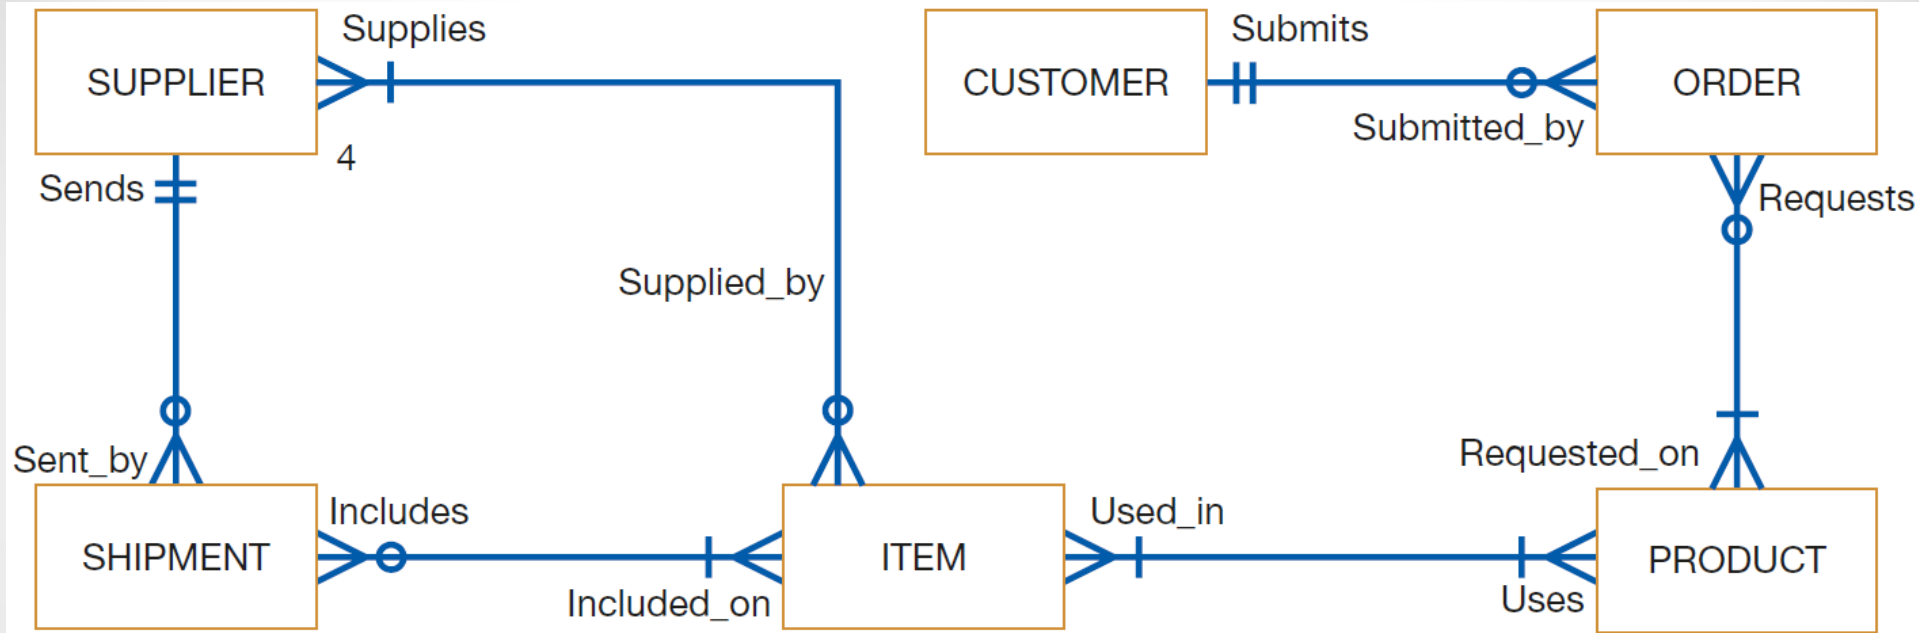 Supplies
Submits
SUPPLIER
CUSTOMER
ORDER
Submitted_by
4
Sends
Requests
Supplied_by
Requested_on
Sent_by
Includes
Used_in
SHIPMENT
ITEM
PRODUCT
Included_on
Uses